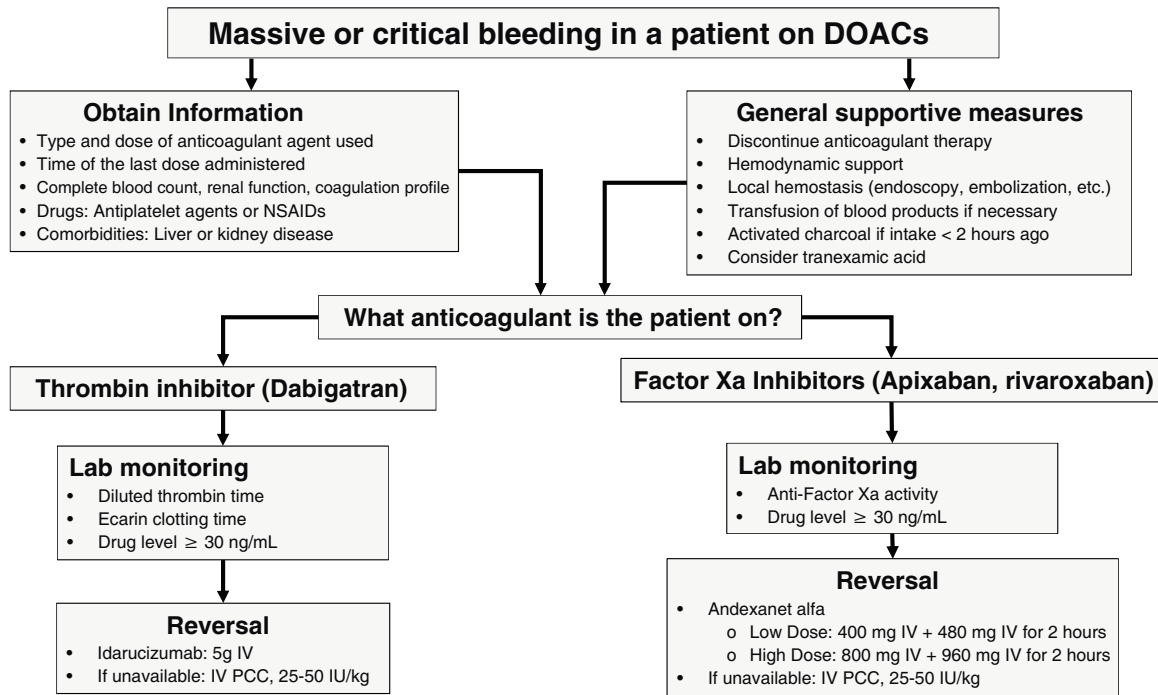 Massive or critical bleeding in a patient on DOACs
Obtain Information
• Type and dose of anticoagulant agent used
• Time of the last dose administered
• Complete blood count, renal function, coagulation profile
• Drugs: Antiplatelet agents or NSAIDs
• Comorbidities: Liver or kidney disease
General supportive measures
• Discontinue anticoagulant therapy
• Hemodynamic support
• Local hemostasis (endoscopy, embolization, etc.)
• Transfusion of blood products if necessary
• Activated charcoal if intake < 2 hours ago
• Consider tranexamic acid
What anticoagulant is the patient on?
Thrombin inhibitor (Dabigatran)
Lab monitoring
• Diluted thrombin time
• Ecarin clotting time
• Drug level ≥ 30 ng/mL
Reversal
• Idarucizumab: 5g IV
• If unavailable: IV PCC, 25-50 IU/kg
Factor Xa Inhibitors (Apixaban, rivaroxaban)
Lab monitoring
• Anti-Factor Xa activity
• Drug level ≥ 30 ng/mL
Reversal
• Andexanet alfa
o Low Dose: 400 mg IV + 480 mg IV for 2 hours
o High Dose: 800 mg IV + 960 mg IV for 2 hours
• If unavailable: IV PCC, 25-50 IU/kg